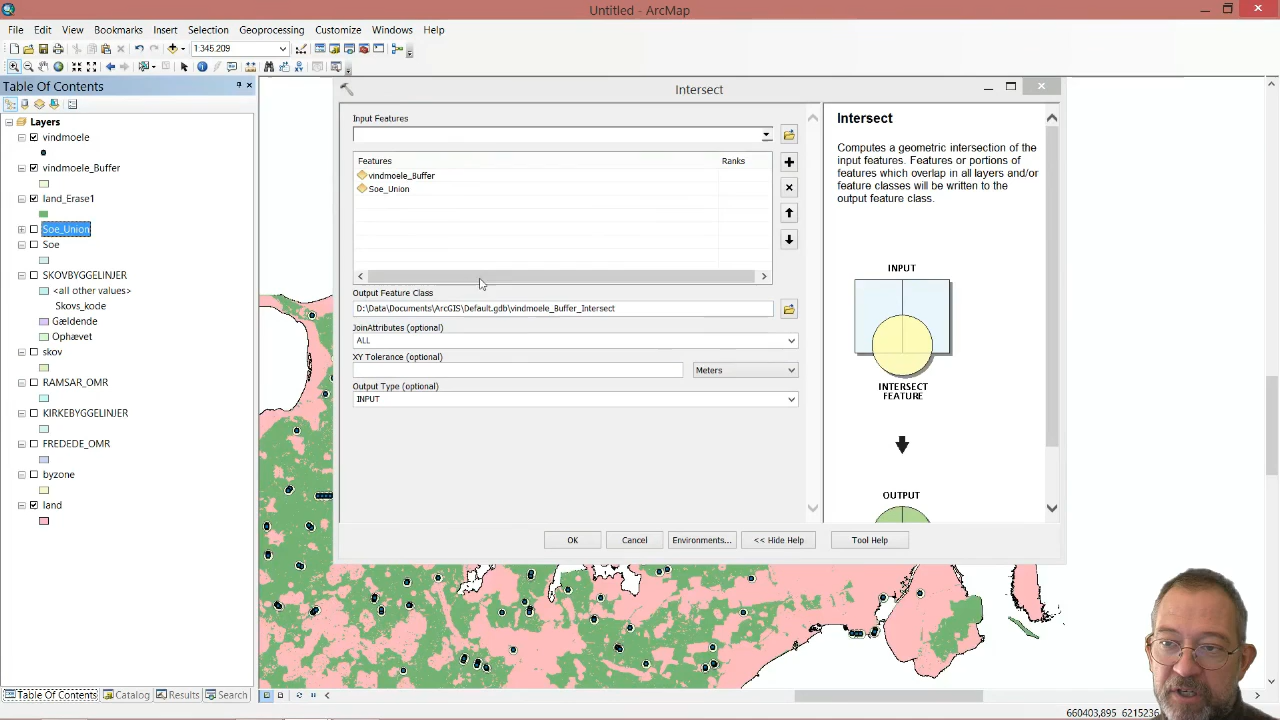 Untitled - ArcMap
File Edit View Bookmarks Insert Selection Geoprocessing Customize Windows Help
1:345.209
Table Of Contents
Layers
vindmoele
vindmoele_Buffer
land_Erase1
Soe_Union
Soe
SKOVBYGGELINJER
<all other values>
Skovs_kode
Gældende
Ophævet
skov
RAMSAR_OMR
KIRKEBYGGELINJER
FREDEDE_OMR
byzone
land
Table Of Contents Catalog Results Search
Intersect
Input Features
Features Ranks
vindmoele_Buffer
Soe_Union
Output Feature Class
D:\Data\Documents\ArcGIS\Default.gdb\vindmoele_Buffer_Intersect
JoinAttributes (optional)
ALL
XY Tolerance (optional)
Meters
Output Type (optional)
INPUT
OK Cancel Environments... << Hide Help Tool Help
Intersect
Computes a geometric intersection of the
input features. Features or portions of
features which overlap in all layers and/or
feature classes will be written to the
output feature class.
INPUT
INTERSECT
FEATURE
OUTPUT
660403,895 6215236